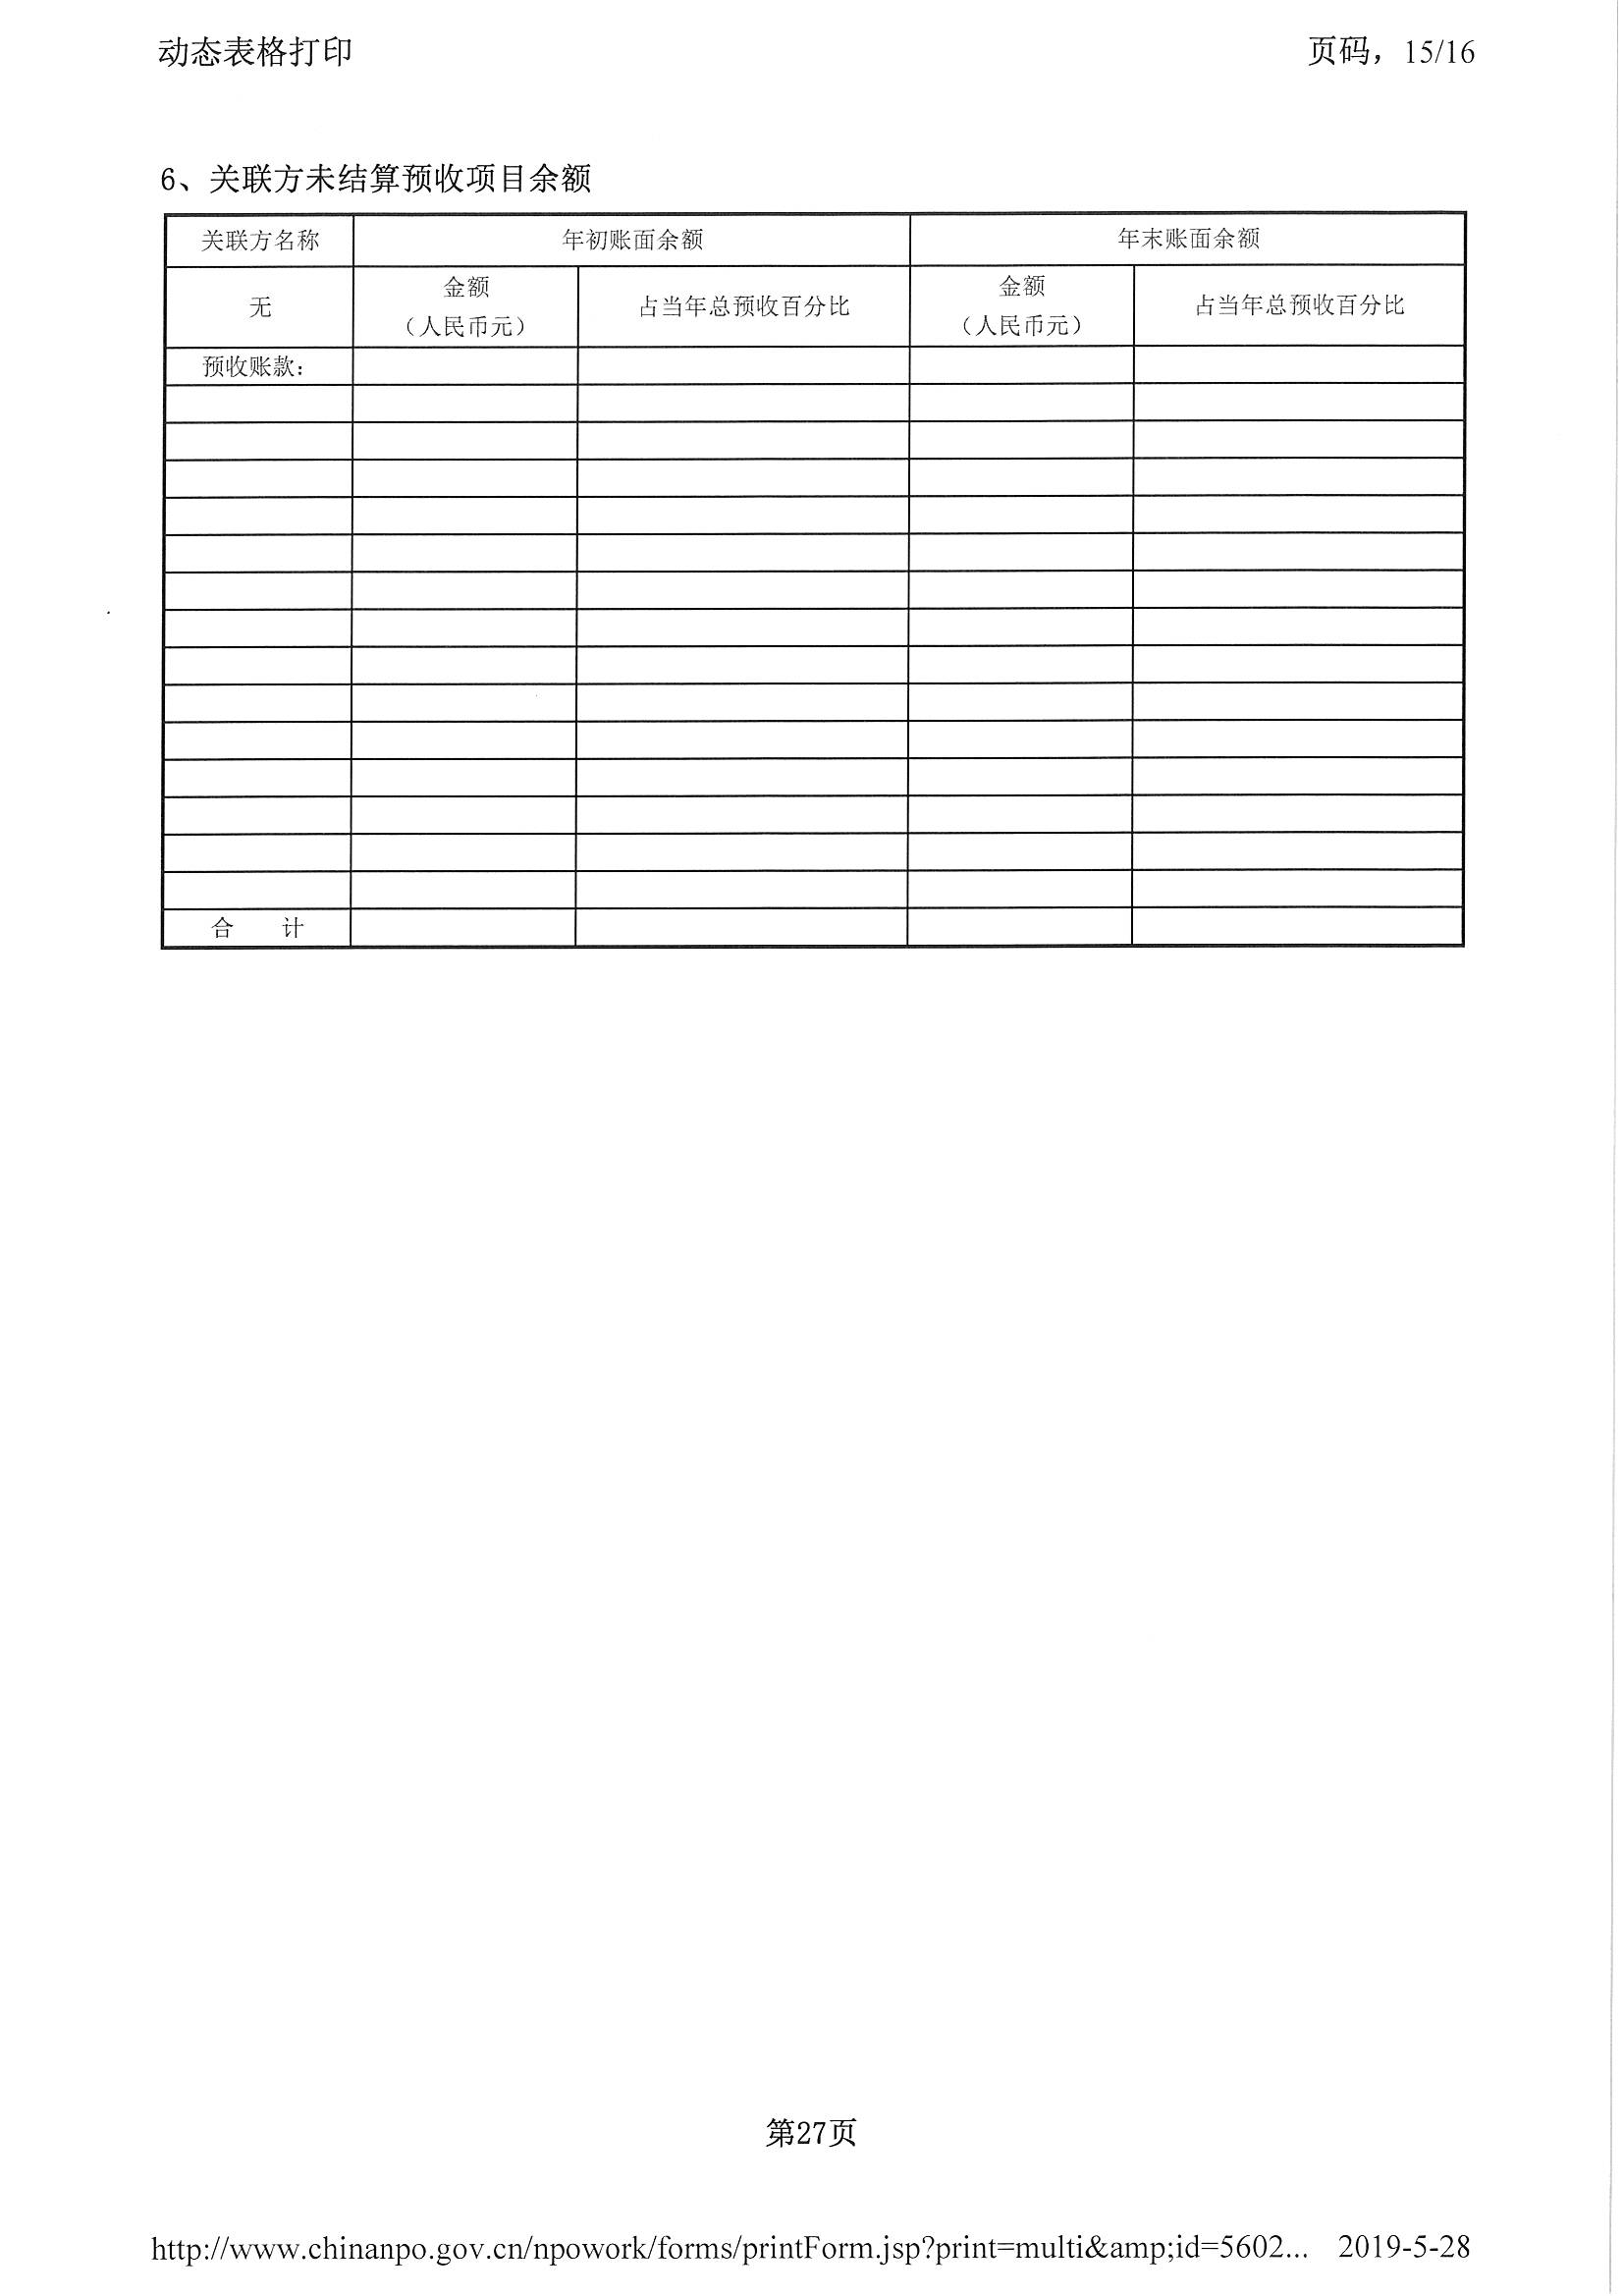 动态表格打印 页码，15/16
6、关联方未结算预收项目余额
关联方名称 年初账面余额 年末账面余额
无 金额（人民币元） 占当年总预收百分比 金额（人民币元） 占当年总预收百分比
预收账款：
合 计
第27页
http://www.chinanpo.gov.cn/npowork/forms/printForm.jsp?print=multi&amp;id=5602... 2019-5-28